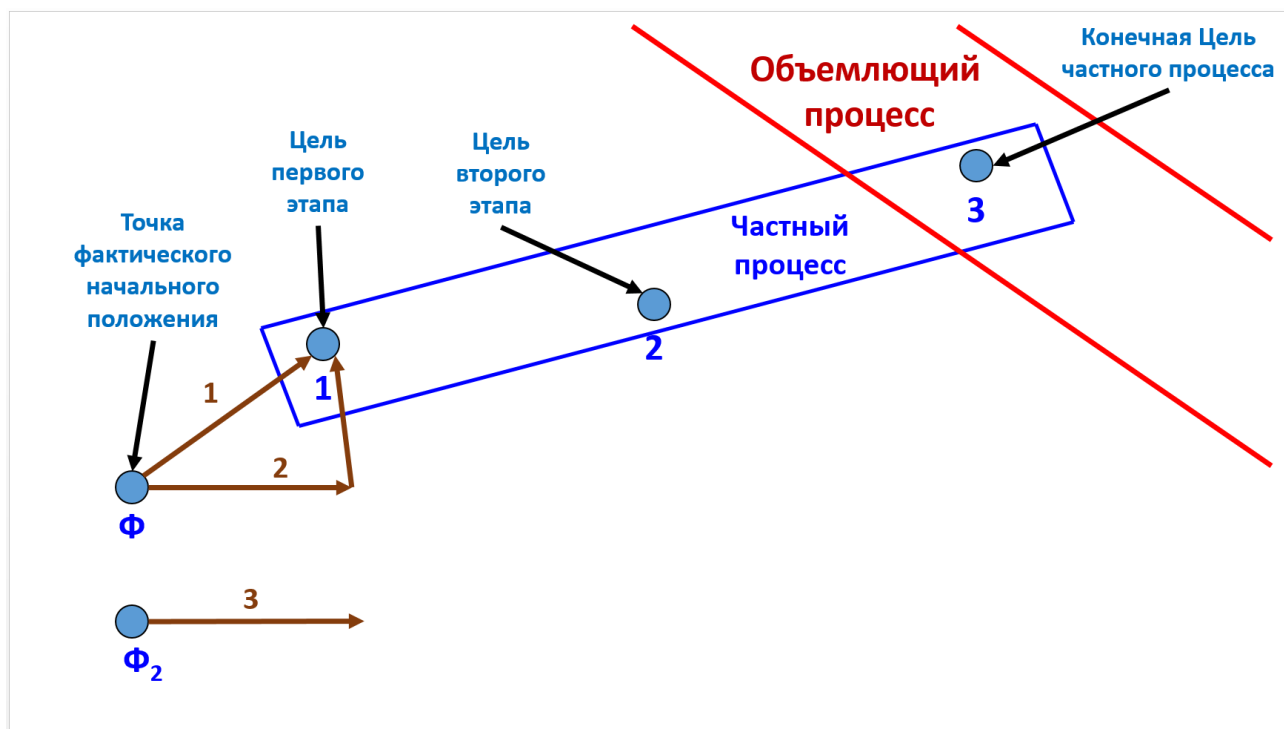 Объемлющий
процесс
Конечная Цель
частного процесса
Цель
первого
этапа
Цель
второго
этапа
Точка
фактического
начального
положения
Частный
процесс
3
2
1
1
2
Ф
3
Ф₂